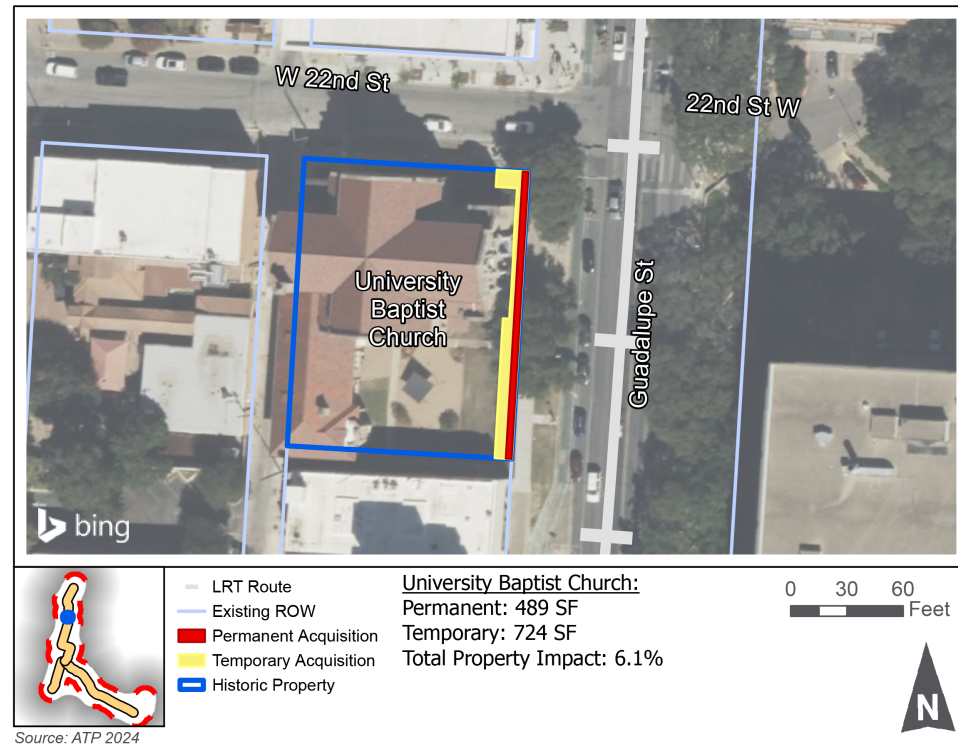 W 22nd St
22nd St W
University
Baptist
Church
Guadalupe St
bing
LRT Route
Existing ROW
Permanent Acquisition
Temporary Acquisition
Historic Property
University Baptist Church:
Permanent: 489 SF
Temporary: 724 SF
Total Property Impact: 6.1%
0 30 60
Feet
N
Source: ATP 2024